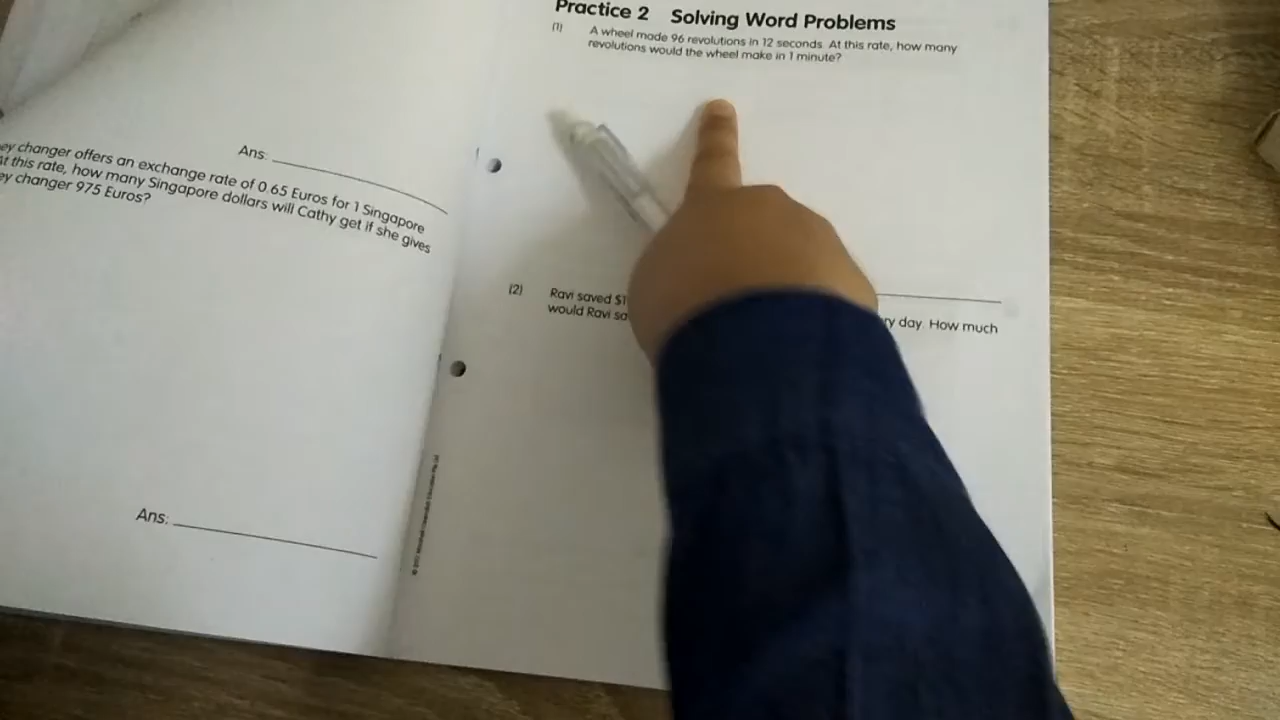 Ans:
ey changer offers an exchange rate of 0.65 Euros for 1 Singapore
At this rate, how many Singapore dollars will Cathy get if she gives
ey changer 975 Euros?
Ans:
Practice 2 Solving Word Problems
(1) A wheel made 96 revolutions in 12 seconds. At this rate, how many
revolutions would the wheel make in 1 minute?
(2) Ravi saved $1
would Ravi sa ry day. How much